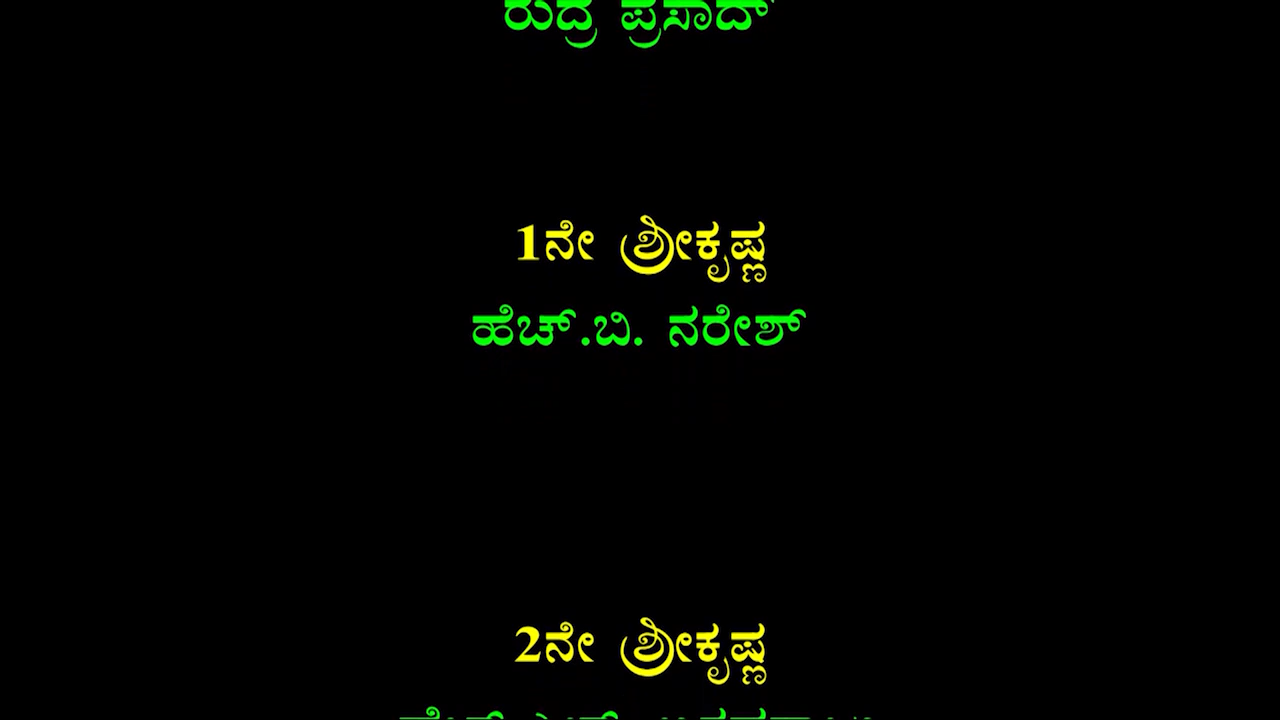 ರುದ್ರ ಪ್ರಸಾದ್
1ನೇ ಶ್ರೀಕೃಷ್ಣ
ಹೆಚ್.ಬಿ. ನರೇಶ್
2ನೇ ಶ್ರೀಕೃಷ್ಣ